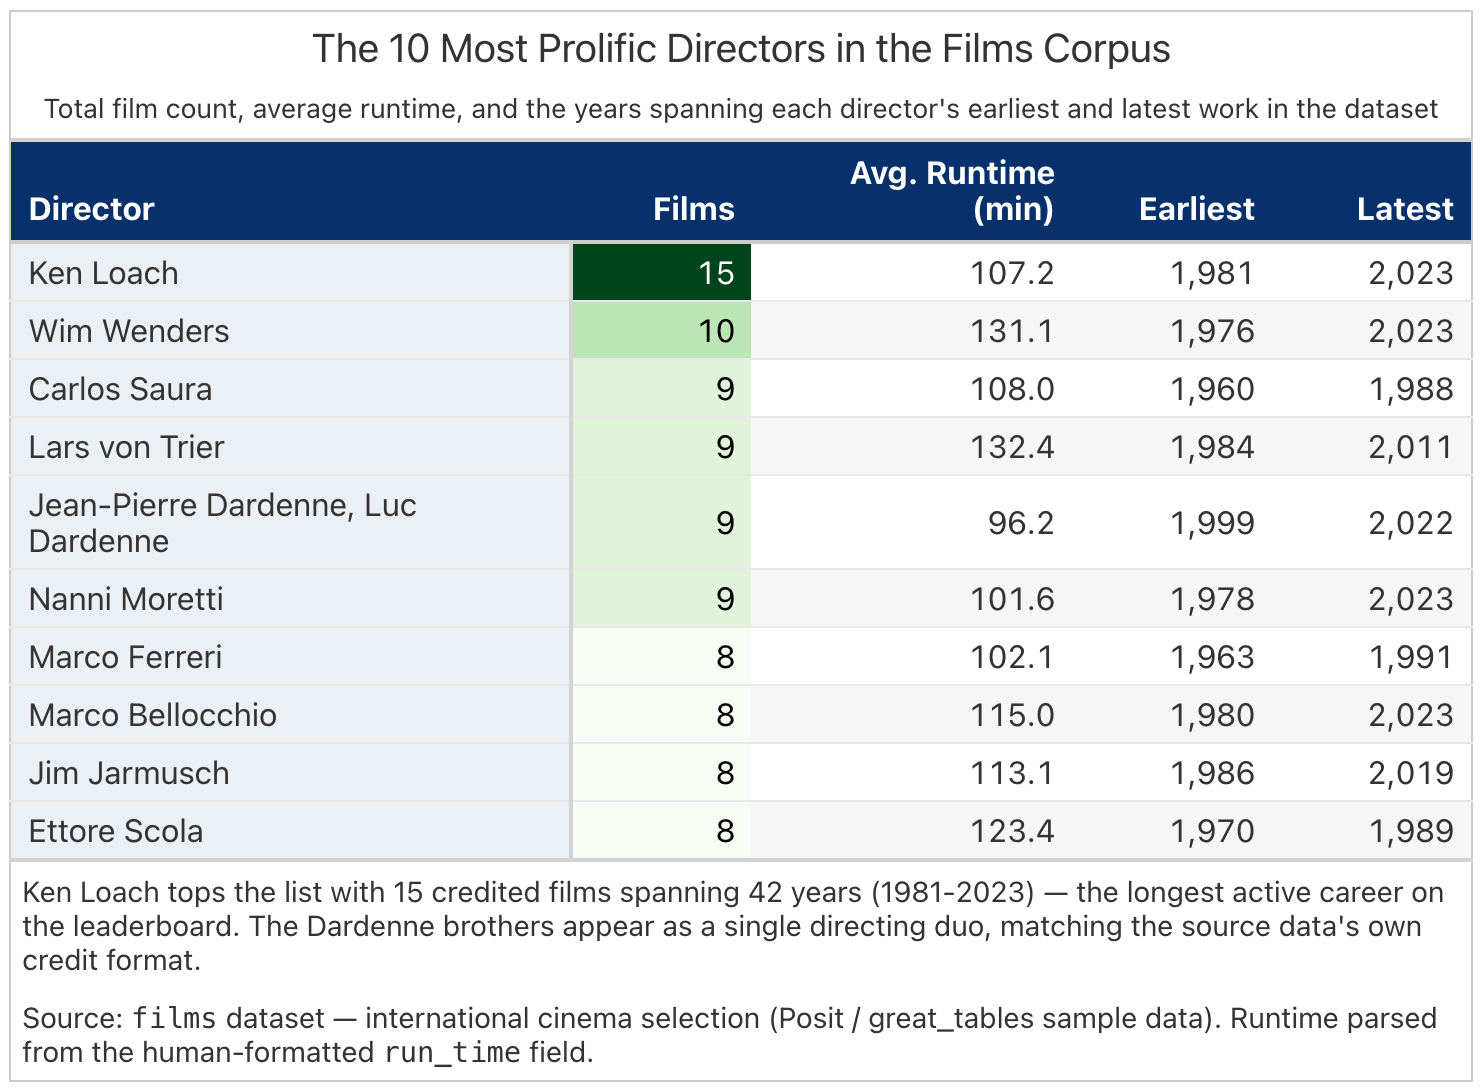 The 10 Most Prolific Directors in the Films Corpus
Total film count, average runtime, and the years spanning each director's earliest and latest work in the dataset
Director Films Avg. Runtime (min) Earliest Latest
Ken Loach 15 107.2 1,981 2,023
Wim Wenders 10 131.1 1,976 2,023
Carlos Saura 9 108.0 1,960 1,988
Lars von Trier 9 132.4 1,984 2,011
Jean-Pierre Dardenne, Luc Dardenne 9 96.2 1,999 2,022
Nanni Moretti 9 101.6 1,978 2,023
Marco Ferreri 8 102.1 1,963 1,991
Marco Bellocchio 8 115.0 1,980 2,023
Jim Jarmusch 8 113.1 1,986 2,019
Ettore Scola 8 123.4 1,970 1,989
Ken Loach tops the list with 15 credited films spanning 42 years (1981-2023) — the longest active career on
the leaderboard. The Dardenne brothers appear as a single directing duo, matching the source data's own
credit format.
Source: films dataset — international cinema selection (Posit / great_tables sample data). Runtime parsed
from the human-formatted run_time field.